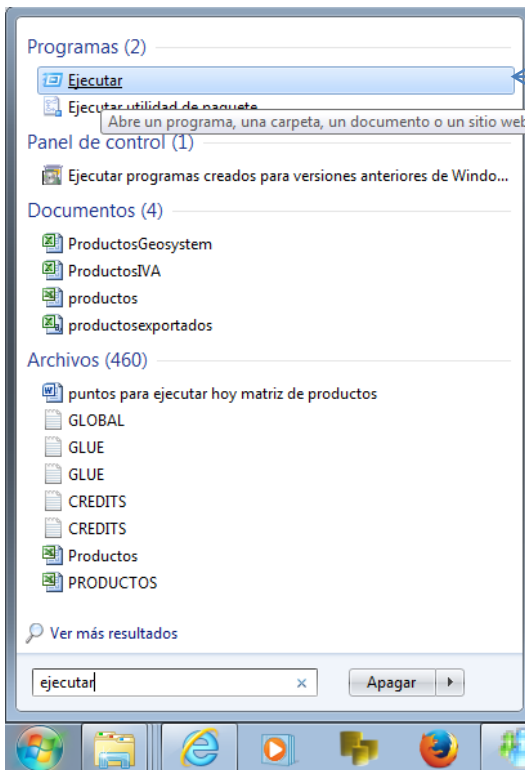 Programas (2)
Ejecutar
Ejecutar utilidad de paquete
Abre un programa, una carpeta, un documento o un sitio web
Panel de control (1)
Ejecutar programas creados para versiones anteriores de Windo...
Documentos (4)
ProductosGeosystem
ProductosIVA
productos
productosexportados
Archivos (460)
puntos para ejecutar hoy matriz de productos
GLOBAL
GLUE
GLUE
CREDITS
CREDITS
Productos
PRODUCTOS
Ver más resultados
ejecutar
Apagar